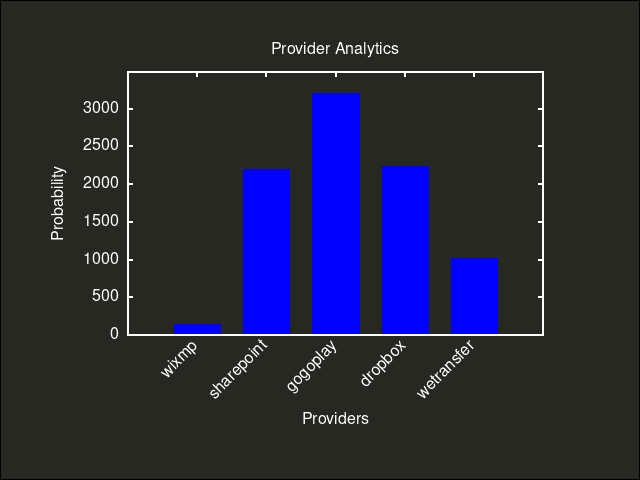 Provider Analytics
Probability
3000
2500
2000
1500
1000
500
0
wixmp
sharepoint
gogoplay
dropbox
wetransfer
Providers